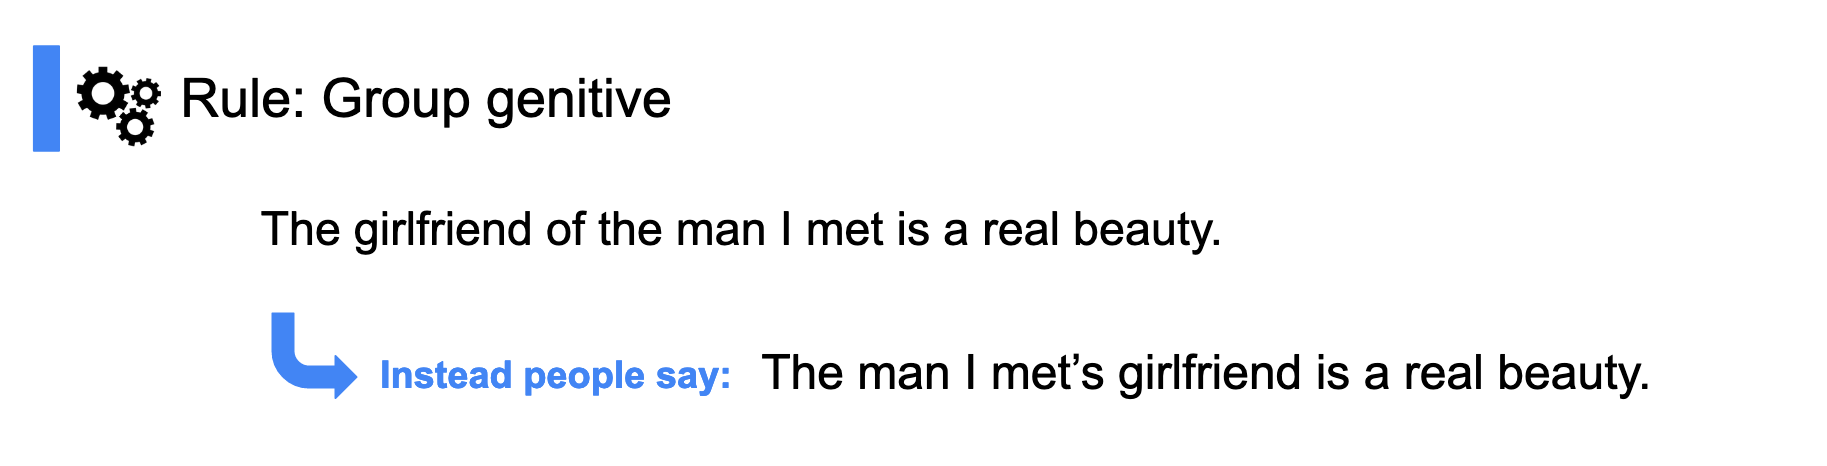 Rule: Group genitive
The girlfriend of the man I met is a real beauty.
Instead people say: The man I met’s girlfriend is a real beauty.